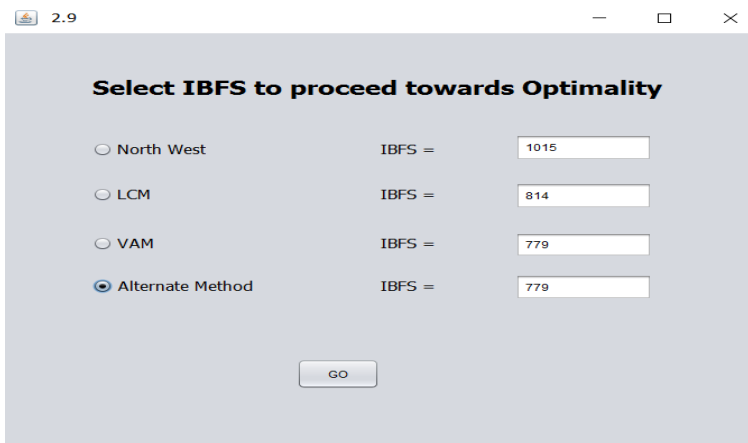 2.9
Select IBFS to proceed towards Optimality
North West IBFS = 1015
LCM IBFS = 814
VAM IBFS = 779
Alternate Method IBFS = 779
GO